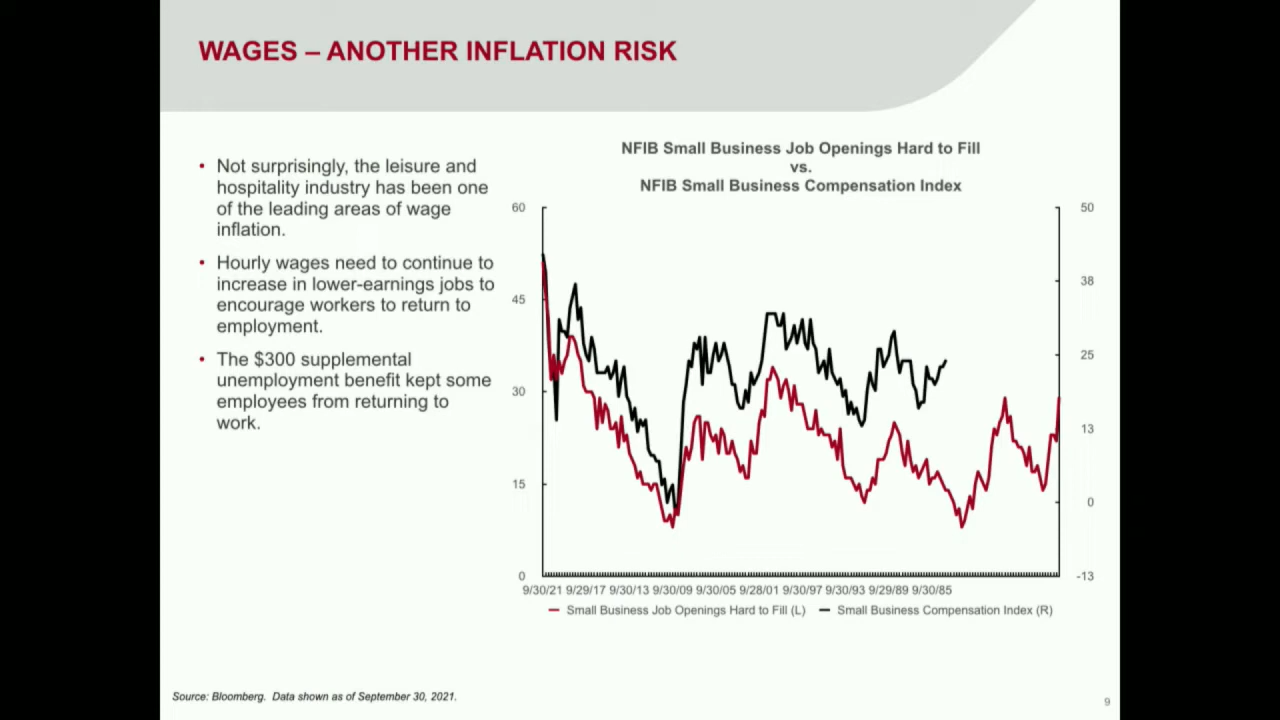 WAGES – ANOTHER INFLATION RISK
• Not surprisingly, the leisure and
hospitality industry has been one
of the leading areas of wage
inflation.
• Hourly wages need to continue to
increase in lower-earnings jobs to
encourage workers to return to
employment.
• The $300 supplemental
unemployment benefit kept some
employees from returning to
work.
NFIB Small Business Job Openings Hard to Fill
vs.
NFIB Small Business Compensation Index
60 50
38
45
25
30
13
15
0
0 -13
9/30/21 9/29/17 9/30/13 9/30/09 9/30/05 9/28/01 9/30/97 9/30/93 9/29/89 9/30/85
Small Business Job Openings Hard to Fill (L) Small Business Compensation Index (R)
Source: Bloomberg. Data shown as of September 30, 2021.
9